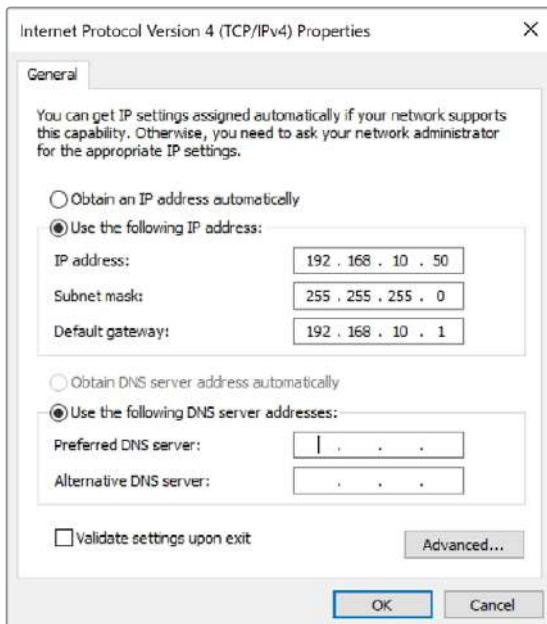 Internet Protocol Version 4 (TCP/IPv4) Properties
General
You can get IP settings assigned automatically if your network supports
this capability. Otherwise, you need to ask your network administrator
for the appropriate IP settings.
Obtain an IP address automatically
Use the following IP address:
IP address: 192 . 168 . 10 . 50
Subnet mask: 255 . 255 . 255 . 0
Default gateway: 192 . 168 . 10 . 1
Obtain DNS server address automatically
Use the following DNS server addresses:
Preferred DNS server: . . .
Alternative DNS server: . . .
Validate settings upon exit
Advanced...
OK Cancel